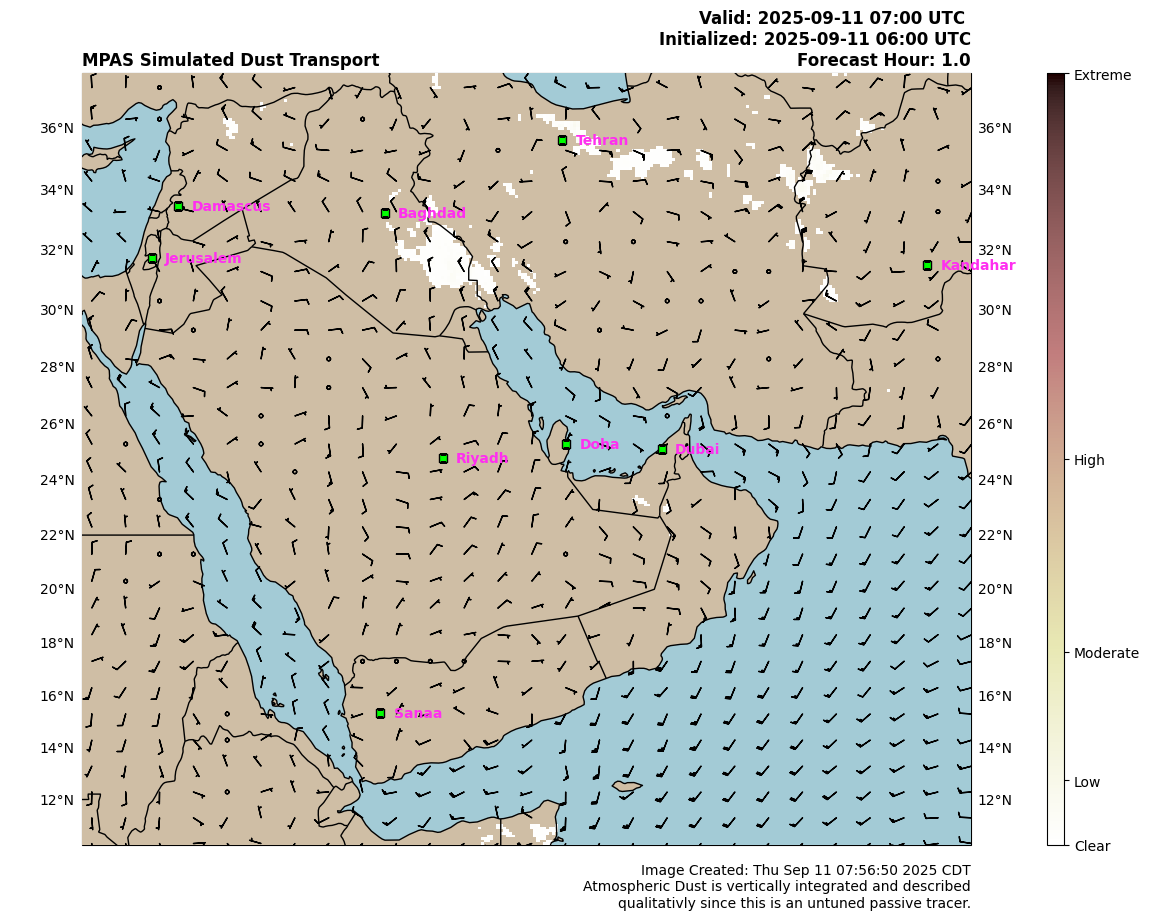 Valid: 2025-09-11 07:00 UTC
Initialized: 2025-09-11 06:00 UTC
MPAS Simulated Dust Transport Forecast Hour: 1.0
Extreme
36°N 36°N
Tehran
34°N 34°N
Damascus
Baghdad
32°N 32°N
Jerusalem
Kandahar
30°N 30°N
28°N 28°N
26°N 26°N
Doha
Dubai
Riyadh
High
24°N 24°N
22°N 22°N
20°N 20°N
18°N 18°N
Moderate
16°N 16°N
Sanaa
14°N 14°N
Low
12°N 12°N
Clear
Image Created: Thu Sep 11 07:56:50 2025 CDT
Atmospheric Dust is vertically integrated and described
qualitativly since this is an untuned passive tracer.